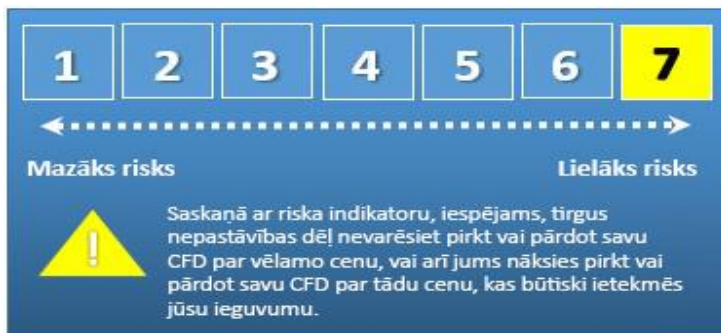 1 2 3 4 5 6 7
Mazāks risks Lielāks risks
!
Saskaņā ar riska indikatoru, iespējams, tirgus
nepastāvības dēļ nevarēsiet pirkt vai pārdot savu
CFD par vēlamo cenu, vai arī jums nāksies pirkt vai
pārdot savu CFD par tādu cenu, kas būtiski ietekmēs
jūsu ieguvumu.